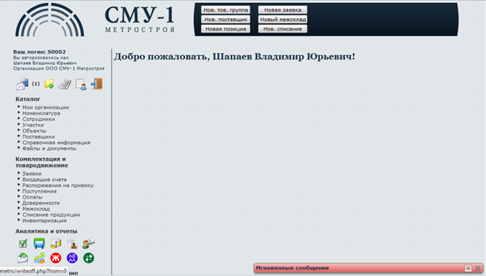 СМУ-1
МЕТРОСТРОЯ
Нов. тов. группа
Новая заявка
Нов. поставщик
Новый межсклад
Новая позиция
Нов. списание
Ваш логин: S0002
Вы авторизовались как:
Шапаев Владимир Юрьевич
Организация ООО СМУ-1 Метростроя
Добро пожаловать, Шапаев Владимир Юрьевич!
(1)
Каталог
Мои организации
Номенклатура
Сотрудники
Участки
Объекты
Поставщики
Справочная информация
Файлы и документы
Комплектация и
товародвижение
Заявки
Входящие счета
Распоряжения на приемку
Поступления
Оплаты
Доверенности
Межсклад
Списание продукции
Инвентаризация
Аналитика и отчеты
Ж
metro/writeoff.php?from=0
Мгновенные сообщения